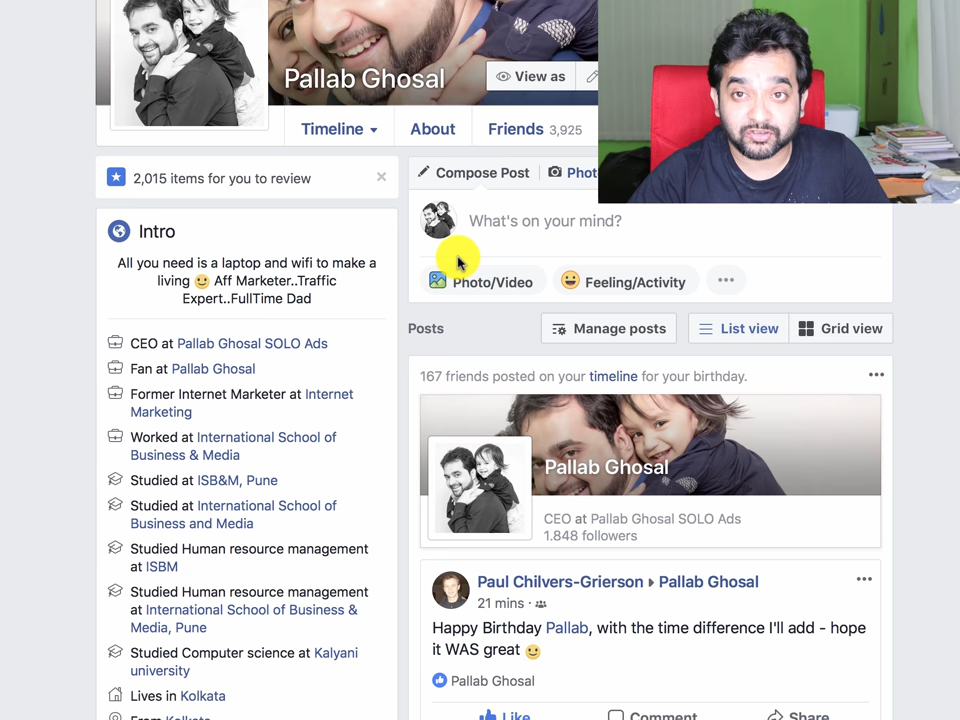 Pallab Ghosal
View as
Timeline
About
Friends 3,925
2,015 items for you to review
Compose Post
What's on your mind?
Photo/Video
Feeling/Activity
Intro
All you need is a laptop and wifi to make a
living 🙂 Aff Marketer..Traffic
Expert..FullTime Dad
CEO at Pallab Ghosal SOLO Ads
Fan at Pallab Ghosal
Former Internet Marketer at Internet
Marketing
Worked at International School of
Business & Media
Studied at ISB&M, Pune
Studied at International School of
Business and Media
Studied Human resource management
at ISBM
Studied Human resource management
at International School of Business &
Media, Pune
Studied Computer science at Kalyani
university
Lives in Kolkata
From Kolkata
Posts
Manage posts
List view
Grid view
167 friends posted on your timeline for your birthday.
Pallab Ghosal
CEO at Pallab Ghosal SOLO Ads
1.848 followers
Paul Chilvers-Grierson ▸ Pallab Ghosal
21 mins ·
Happy Birthday Pallab, with the time difference I'll add - hope
it WAS great 🙂
Pallab Ghosal
Like
Comment
Share